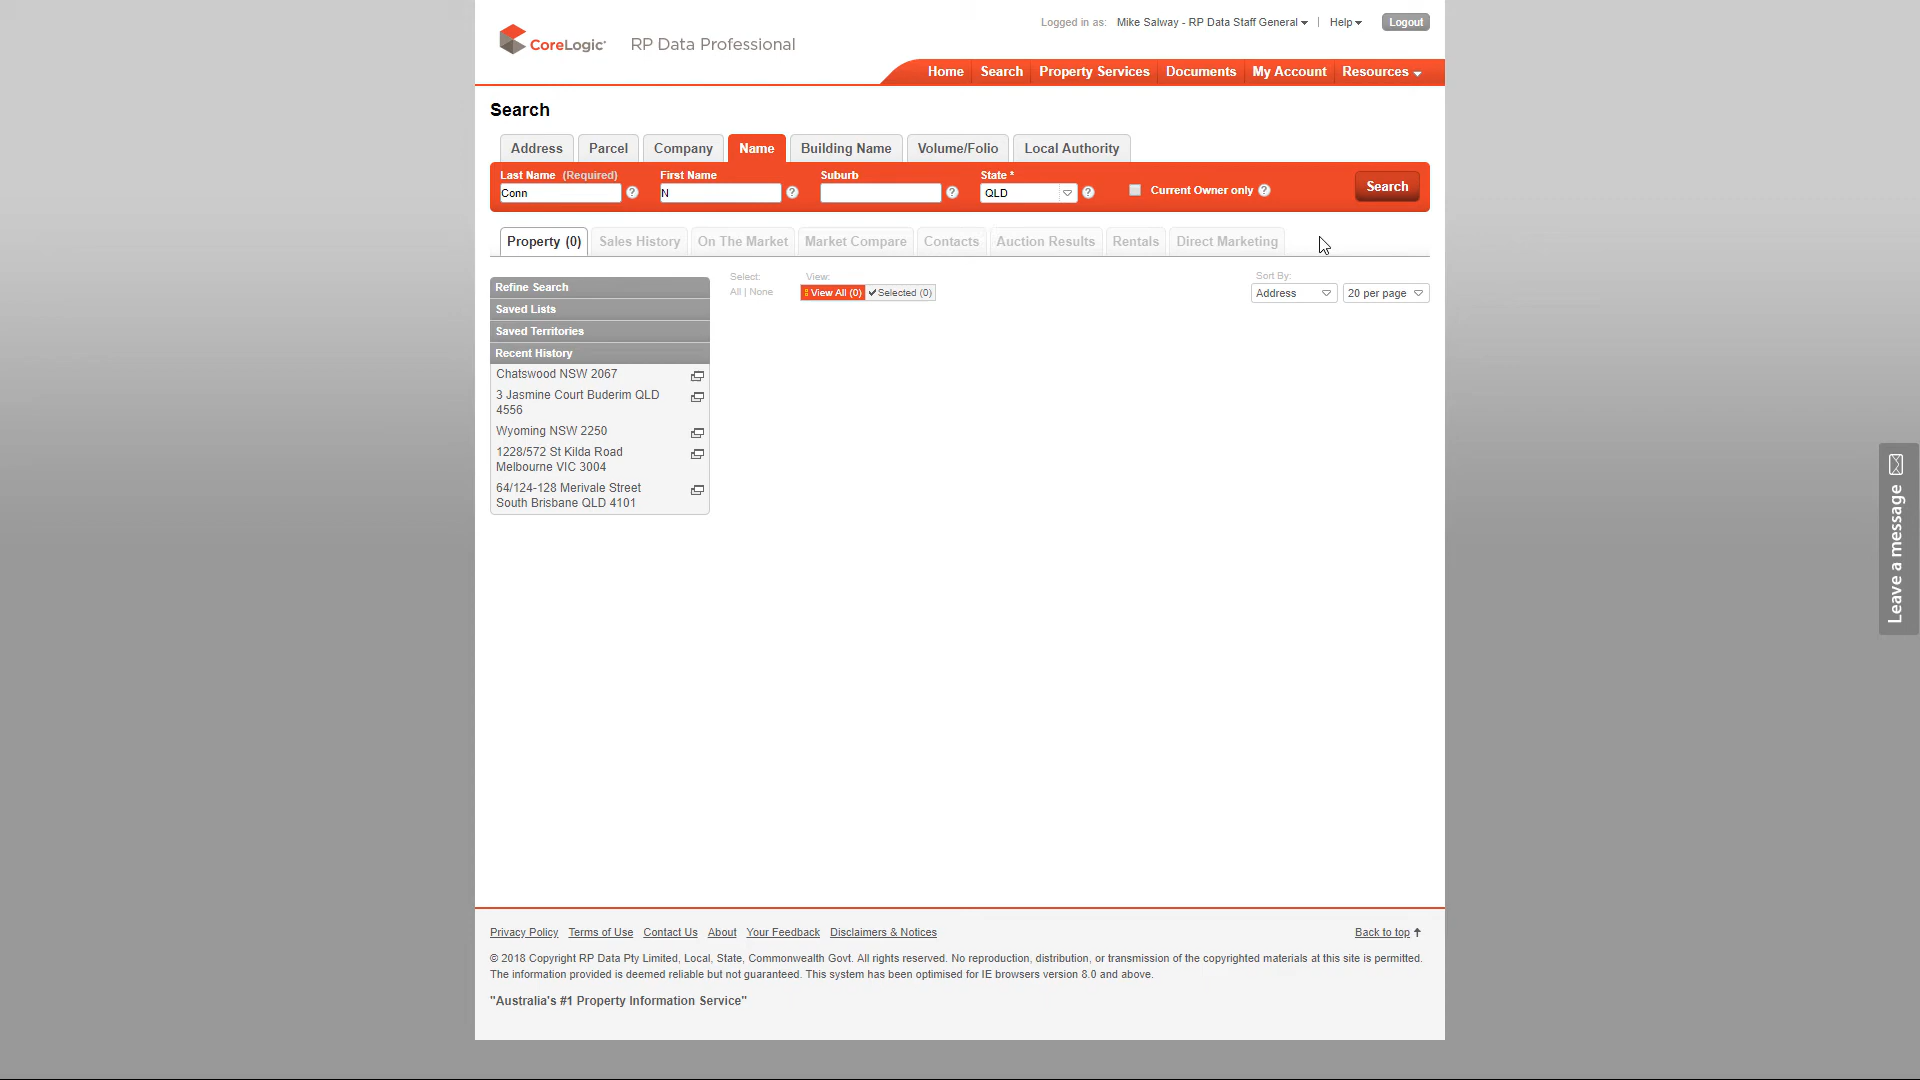 Logged in as: Mike Salway - RP Data Staff General | Help Logout
CoreLogic RP Data Professional
Home Search Property Services Documents My Account Resources
Search
Address Parcel Company Name Building Name Volume/Folio Local Authority
Last Name (Required) First Name Suburb State *
Conn ? N ? ? QLD ? Current Owner only ? Search
Property (0) Sales History On The Market Market Compare Contacts Auction Results Rentals Direct Marketing
Select: View: Sort By:
All | None View All (0) Selected (0) Address 20 per page
Refine Search
Saved Lists
Saved Territories
Recent History
Chatswood NSW 2067
3 Jasmine Court Buderim QLD
4556
Wyoming NSW 2250
1228/572 St Kilda Road
Melbourne VIC 3004
64/124-128 Merivale Street
South Brisbane QLD 4101
Leave a message
Privacy Policy Terms of Use Contact Us About Your Feedback Disclaimers & Notices Back to top
© 2018 Copyright RP Data Pty Limited, Local, State, Commonwealth Govt. All rights reserved. No reproduction, distribution, or transmission of the copyrighted materials at this site is permitted.
The information provided is deemed reliable but not guaranteed. This system has been optimised for IE browsers version 8.0 and above.
"Australia's #1 Property Information Service"